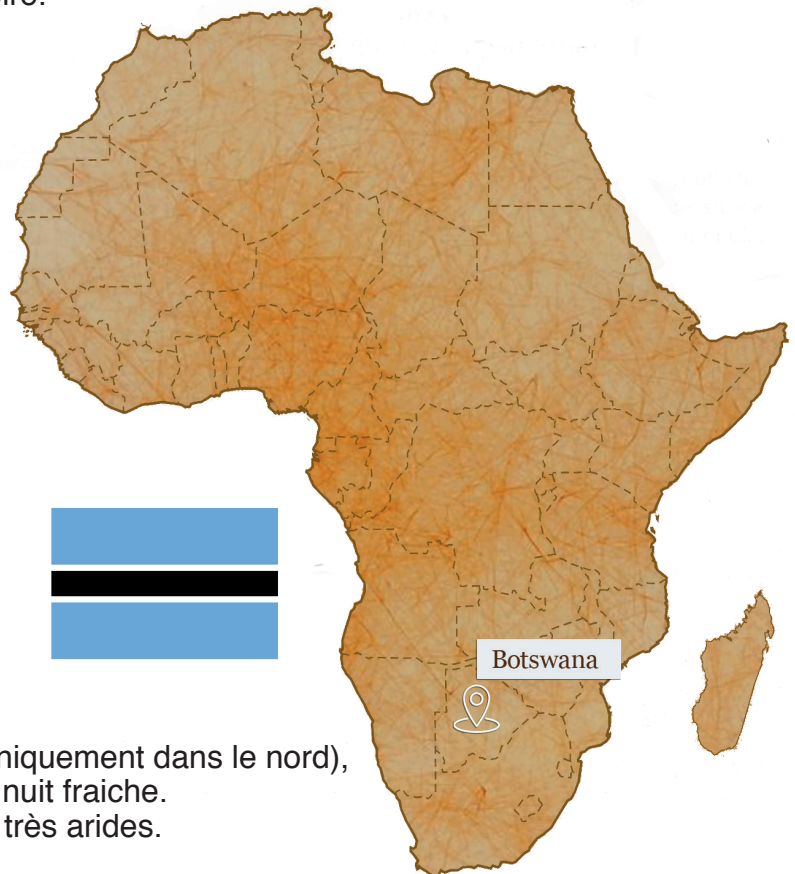 Botswana
niquement dans le nord),
nuit fraiche.
très arides.